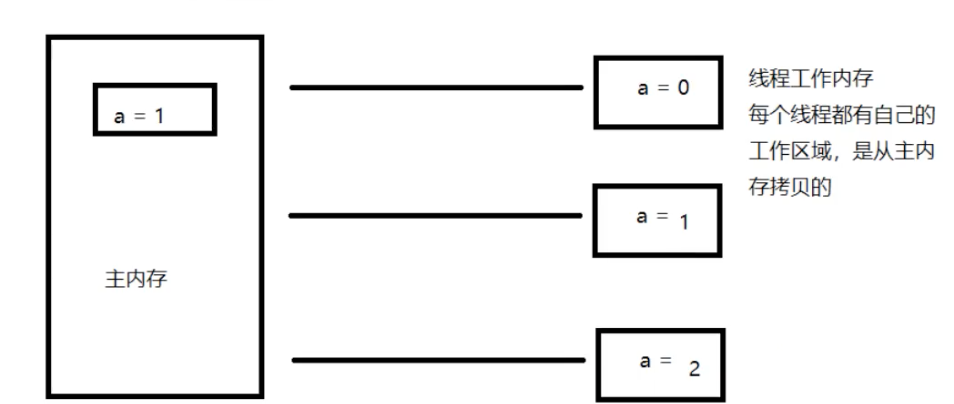 a = 1
主内存
a = 0
a = 1
a = 2
线程工作内存
每个线程都有自己的
工作区域，是从主内
存拷贝的